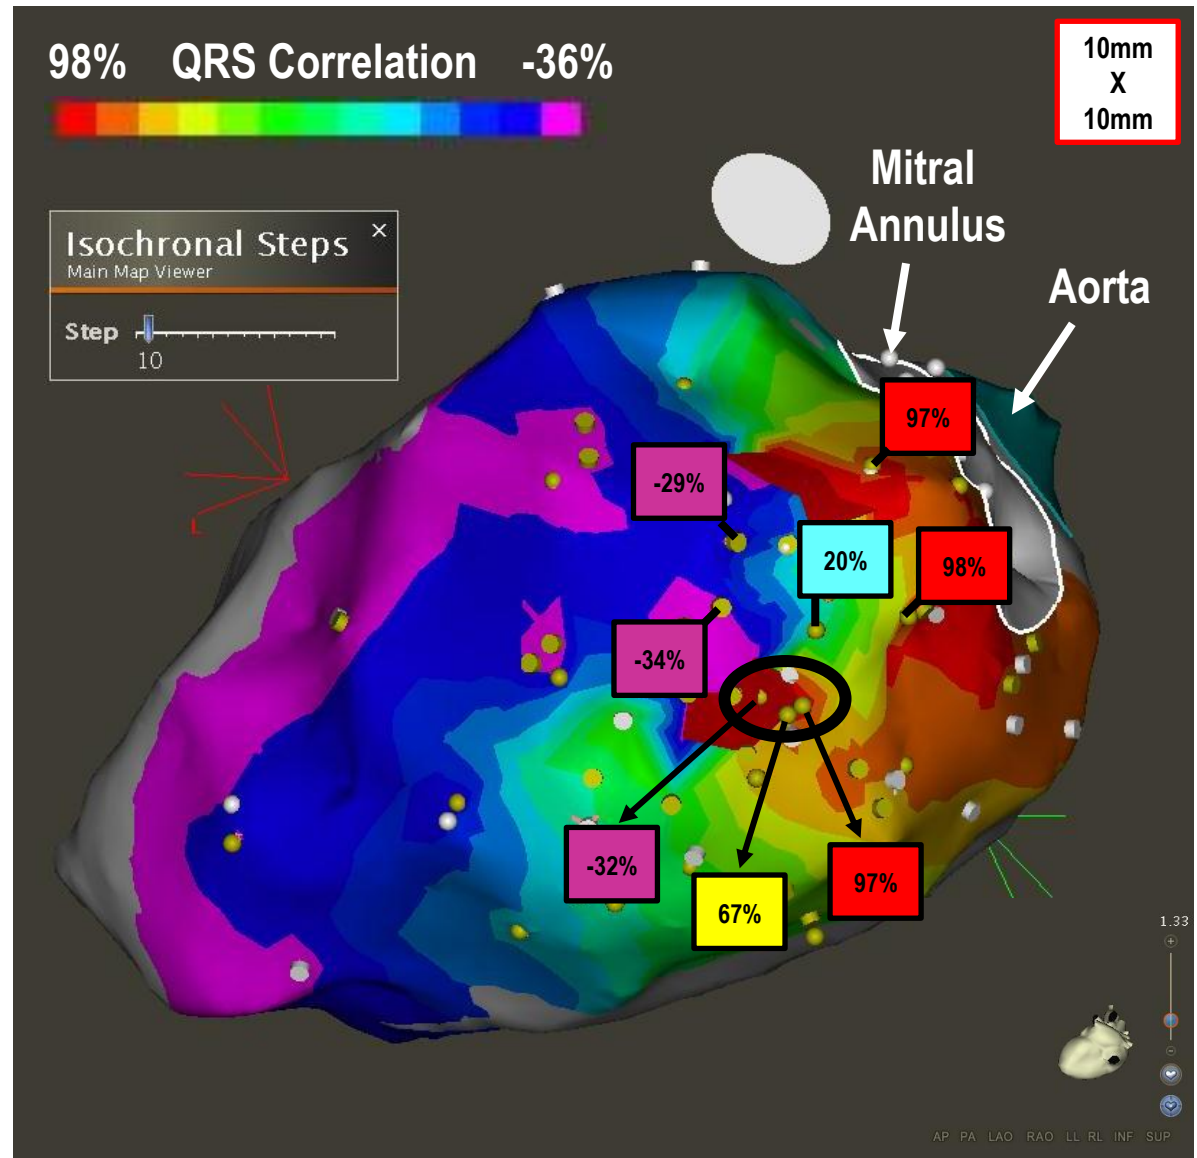 98% QRS Correlation -36%
10mm
X
10mm
Mitral
Annulus
Aorta
Isochronal Steps ×
Main Map Viewer
Step
10
97%
-29%
20%
98%
-34%
-32%
67%
97%
L
1.33
AP PA LAO RAO LL RL INF SUP